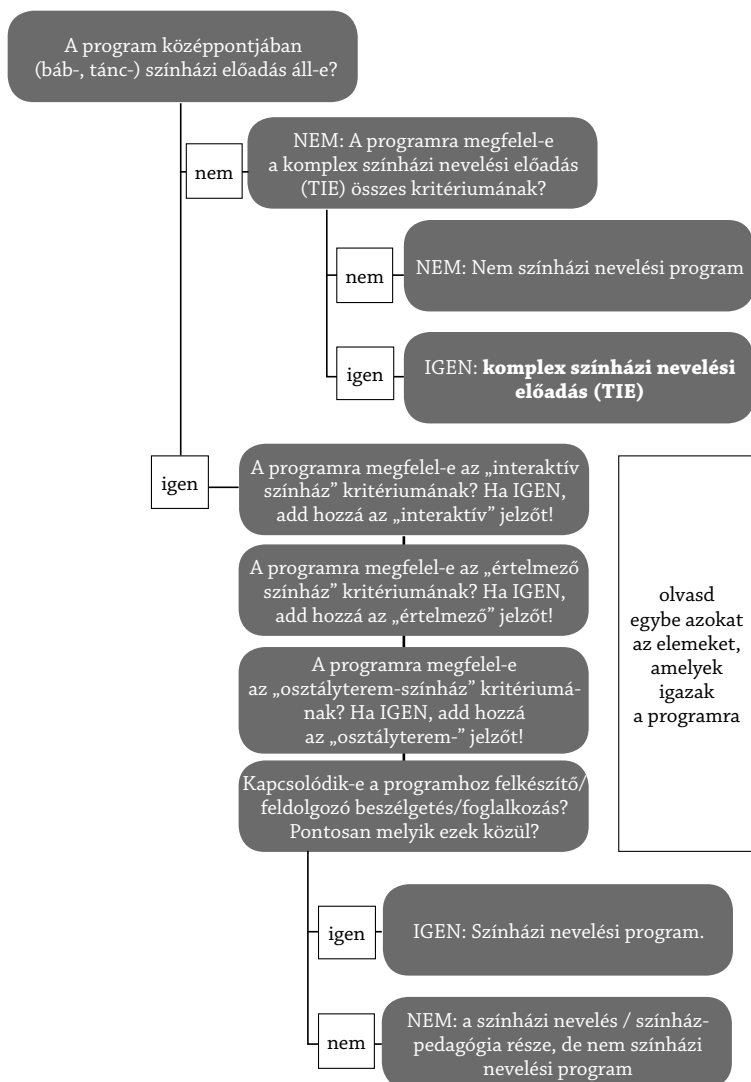 A program középpontjában
(báb-, tánc-) színházi előadás áll-e?
nem
NEM: A programra megfelel-e
a komplex színházi nevelési előadás
(TIE) összes kritériumának?
nem
NEM: Nem színházi nevelési program
igen
IGEN: komplex színházi nevelési
előadás (TIE)
igen
A programra megfelel-e az „interaktív
színház” kritériumának? Ha IGEN,
add hozzá az „interaktív” jelzőt!
A programra megfelel-e az „értelmező
színház” kritériumának? Ha IGEN,
add hozzá az „értelmező” jelzőt!
A programra megfelel-e
az „osztályterem-színház” kritériumá-
nak? Ha IGEN, add hozzá
az „osztályterem-” jelzőt!
Kapcsolódik-e a programhoz felkészítő/
feldolgozó beszélgetés/foglalkozás?
Pontosan melyik ezek közül?
olvasd
egybe azokat
az elemeket,
amelyek
igazak
a programra
igen
IGEN: Színházi nevelési program.
nem
NEM: a színházi nevelés / színház-
pedagógia része, de nem színházi
nevelési program